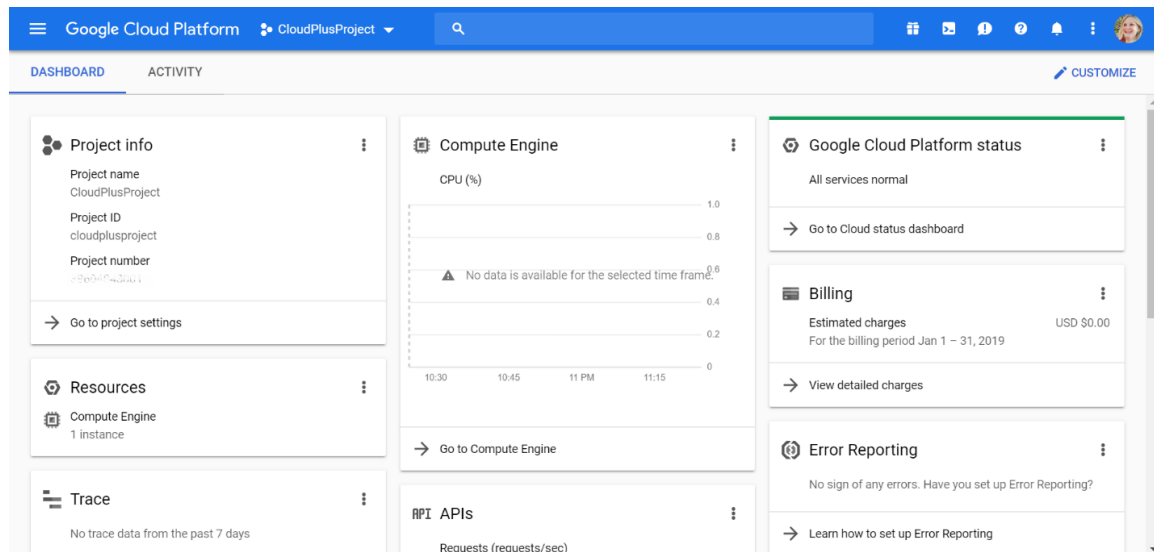 Google Cloud Platform CloudPlusProject
DASHBOARD ACTIVITY CUSTOMIZE
Project info
Project name
CloudPlusProject
Project ID
cloudplusproject
Project number
Go to project settings
Resources
Compute Engine
1 instance
Trace
No trace data from the past 7 days
Compute Engine
CPU (%)
1.0
0.8
No data is available for the selected time frame.
0.6
0.4
0.2
0
10:30 10:45 11 PM 11:15
Go to Compute Engine
API APIs
Requests (requests/sec)
Google Cloud Platform status
All services normal
Go to Cloud status dashboard
Billing
Estimated charges USD $0.00
For the billing period Jan 1 – 31, 2019
View detailed charges
Error Reporting
No sign of any errors. Have you set up Error Reporting?
Learn how to set up Error Reporting